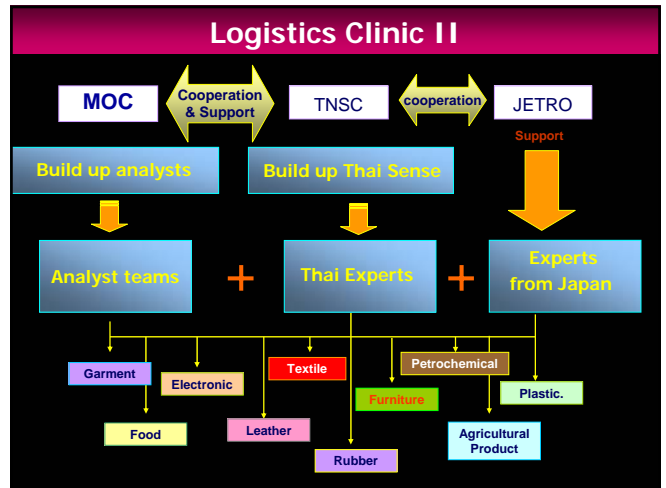 Logistics Clinic II
MOC
Cooperation
& Support
TNSC
cooperation
JETRO
Support
Build up analysts
Build up Thai Sense
Analyst teams
+
Thai Experts
+
Experts
from Japan
Garment
Electronic
Textile
Petrochemical
Furniture
Plastic.
Food
Leather
Rubber
Agricultural
Product